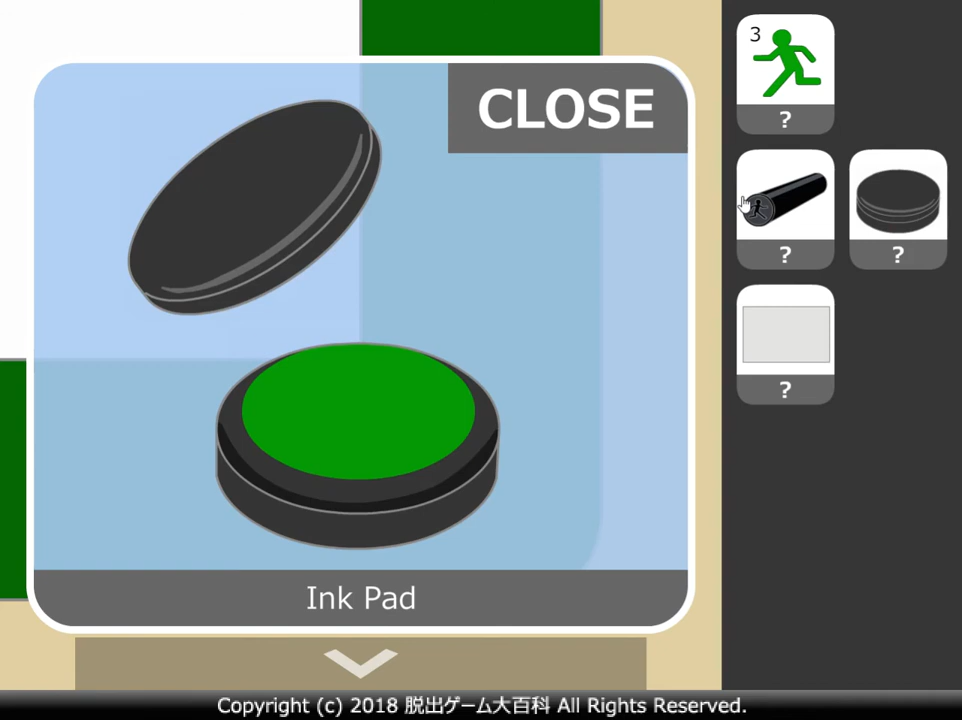 CLOSE
Ink Pad
3
?
?
?
?
Copyright (c) 2018 脱出ゲーム大百科 All Rights Reserved.